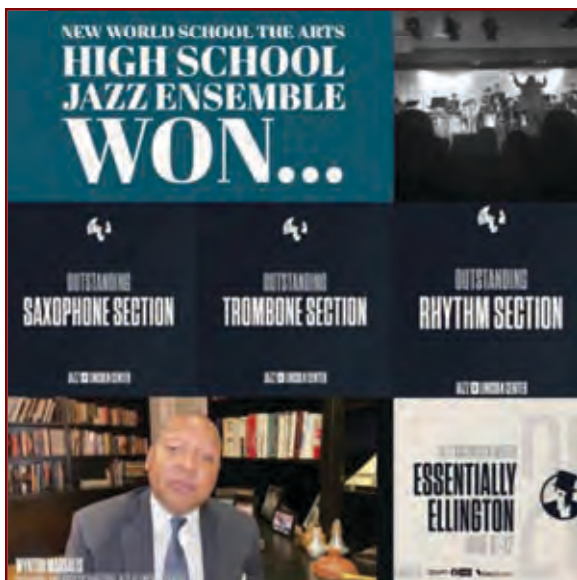 NEW WORLD SCHOOL THE ARTS
HIGH SCHOOL
JAZZ ENSEMBLE
WON...
OUTSTANDING
SAXOPHONE SECTION
JAZZ LINCOLN CENTER
OUTSTANDING
TROMBONE SECTION
JAZZ LINCOLN CENTER
OUTSTANDING
RHYTHM SECTION
JAZZ LINCOLN CENTER
WYNTON MARSALIS
ESSENTIALLY
ELLINGTON